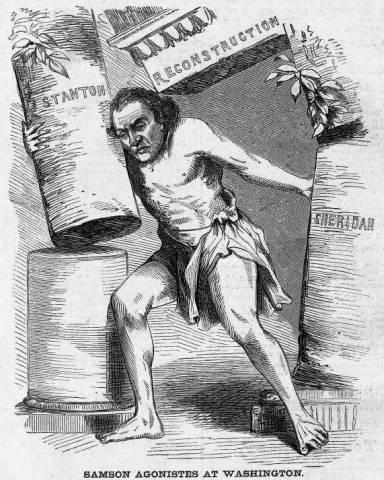 STANTON
RECONSTRUCTION
SHERIDAN
SAMSON AGONISTES AT WASHINGTON.